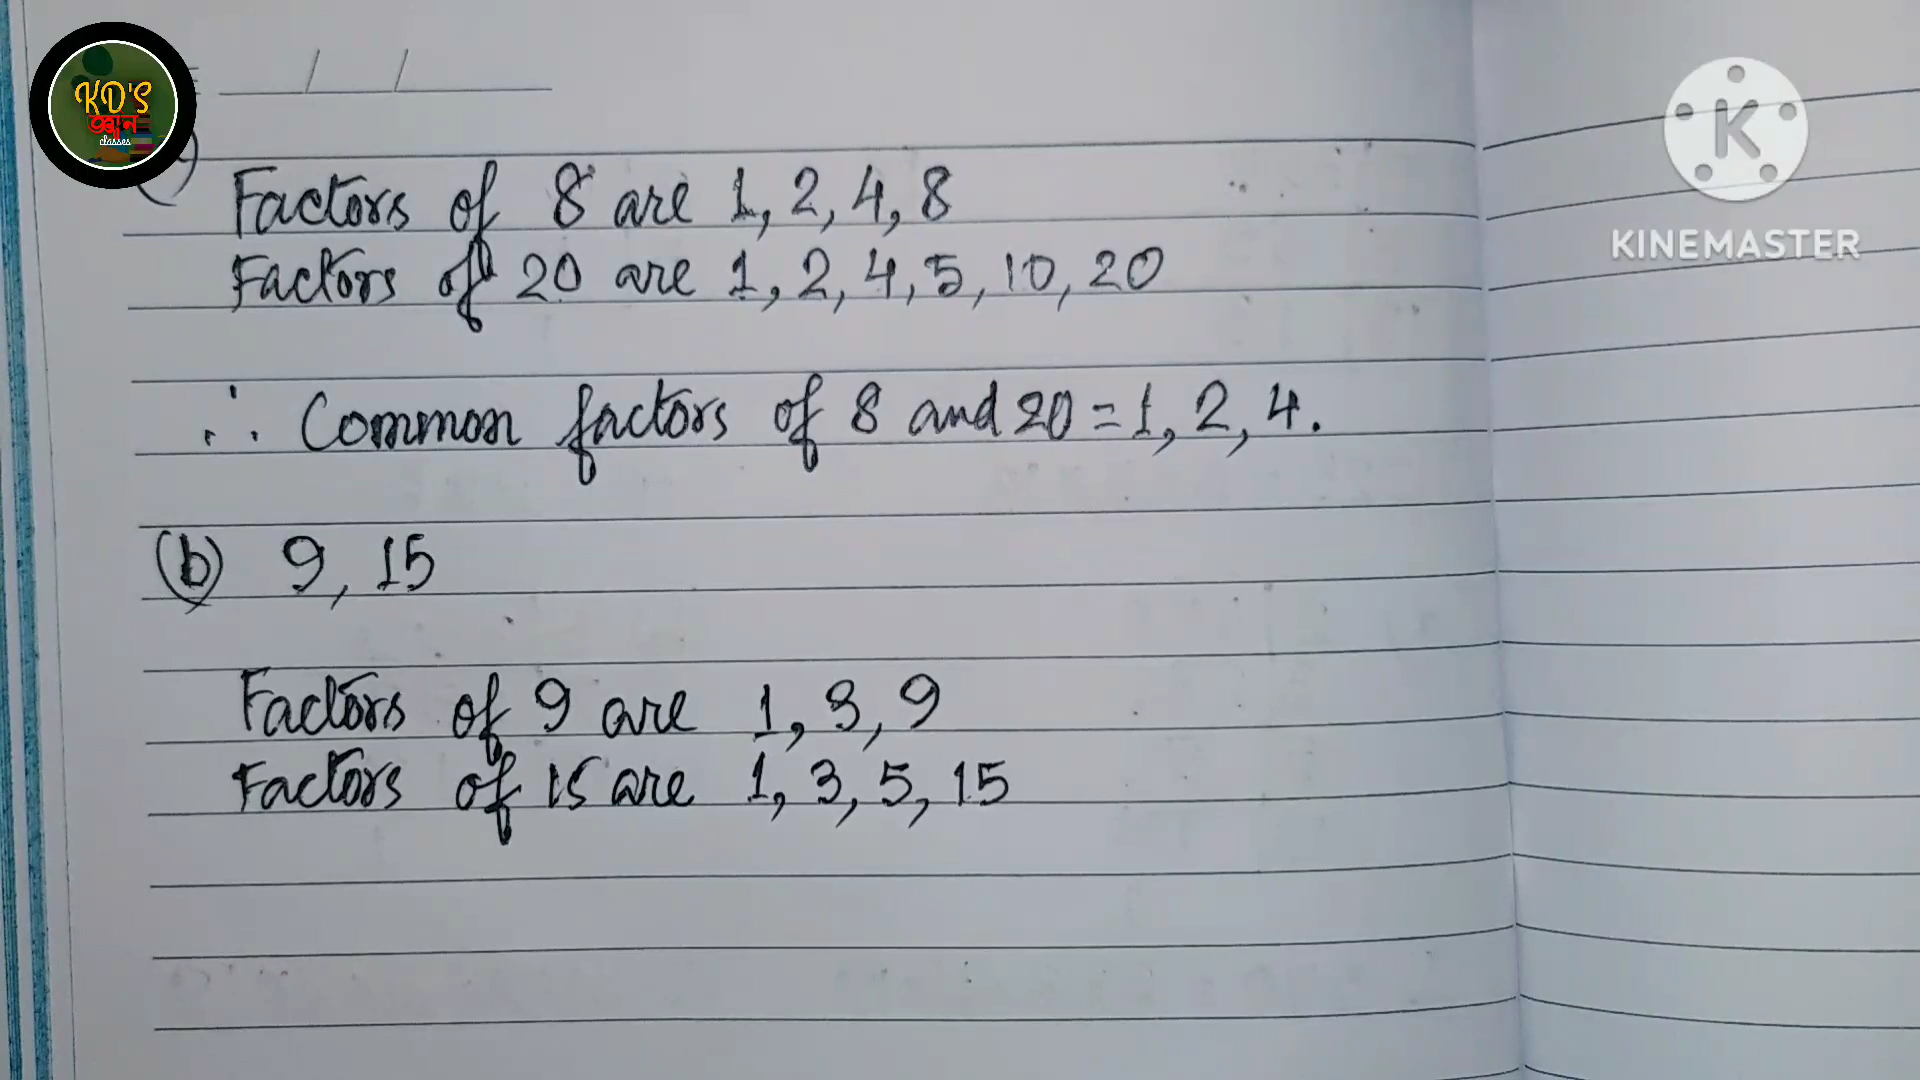 KD'S
জ্ঞান
classes
KINEMASTER
Factors of 8 are 1, 2, 4, 8
Factors of 20 are 1, 2, 4, 5, 10, 20
∴ Common factors of 8 and 20 = 1, 2, 4.
(b) 9, 15
Factors of 9 are 1, 3, 9
Factors of 15 are 1, 3, 5, 15